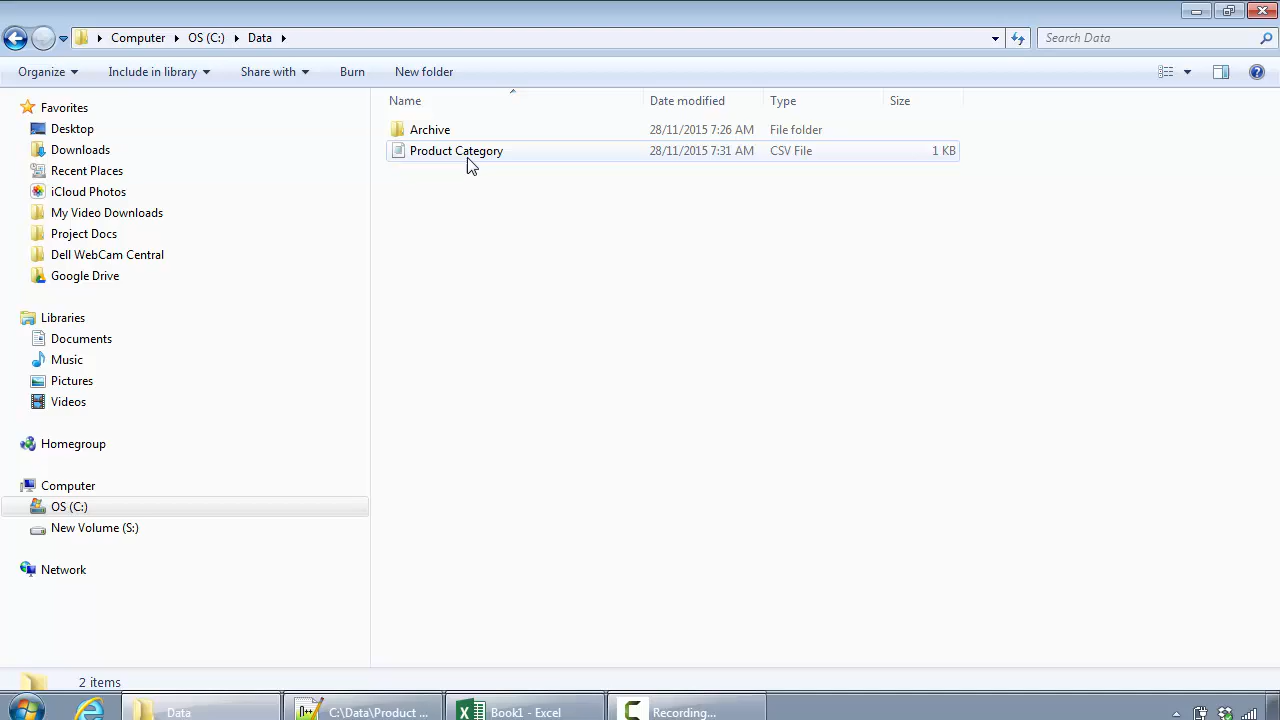 Computer OS (C:) Data Search Data
Organize Include in library Share with Burn New folder
Name Date modified Type Size
Favorites
Desktop
Downloads
Recent Places
iCloud Photos
My Video Downloads
Project Docs
Dell WebCam Central
Google Drive
Libraries
Documents
Music
Pictures
Videos
Homegroup
Computer
OS (C:)
New Volume (S:)
Network
Archive 28/11/2015 7:26 AM File folder
Product Category 28/11/2015 7:31 AM CSV File 1 KB
2 items
Data C:\Data\Product ... Book1 - Excel Recording...